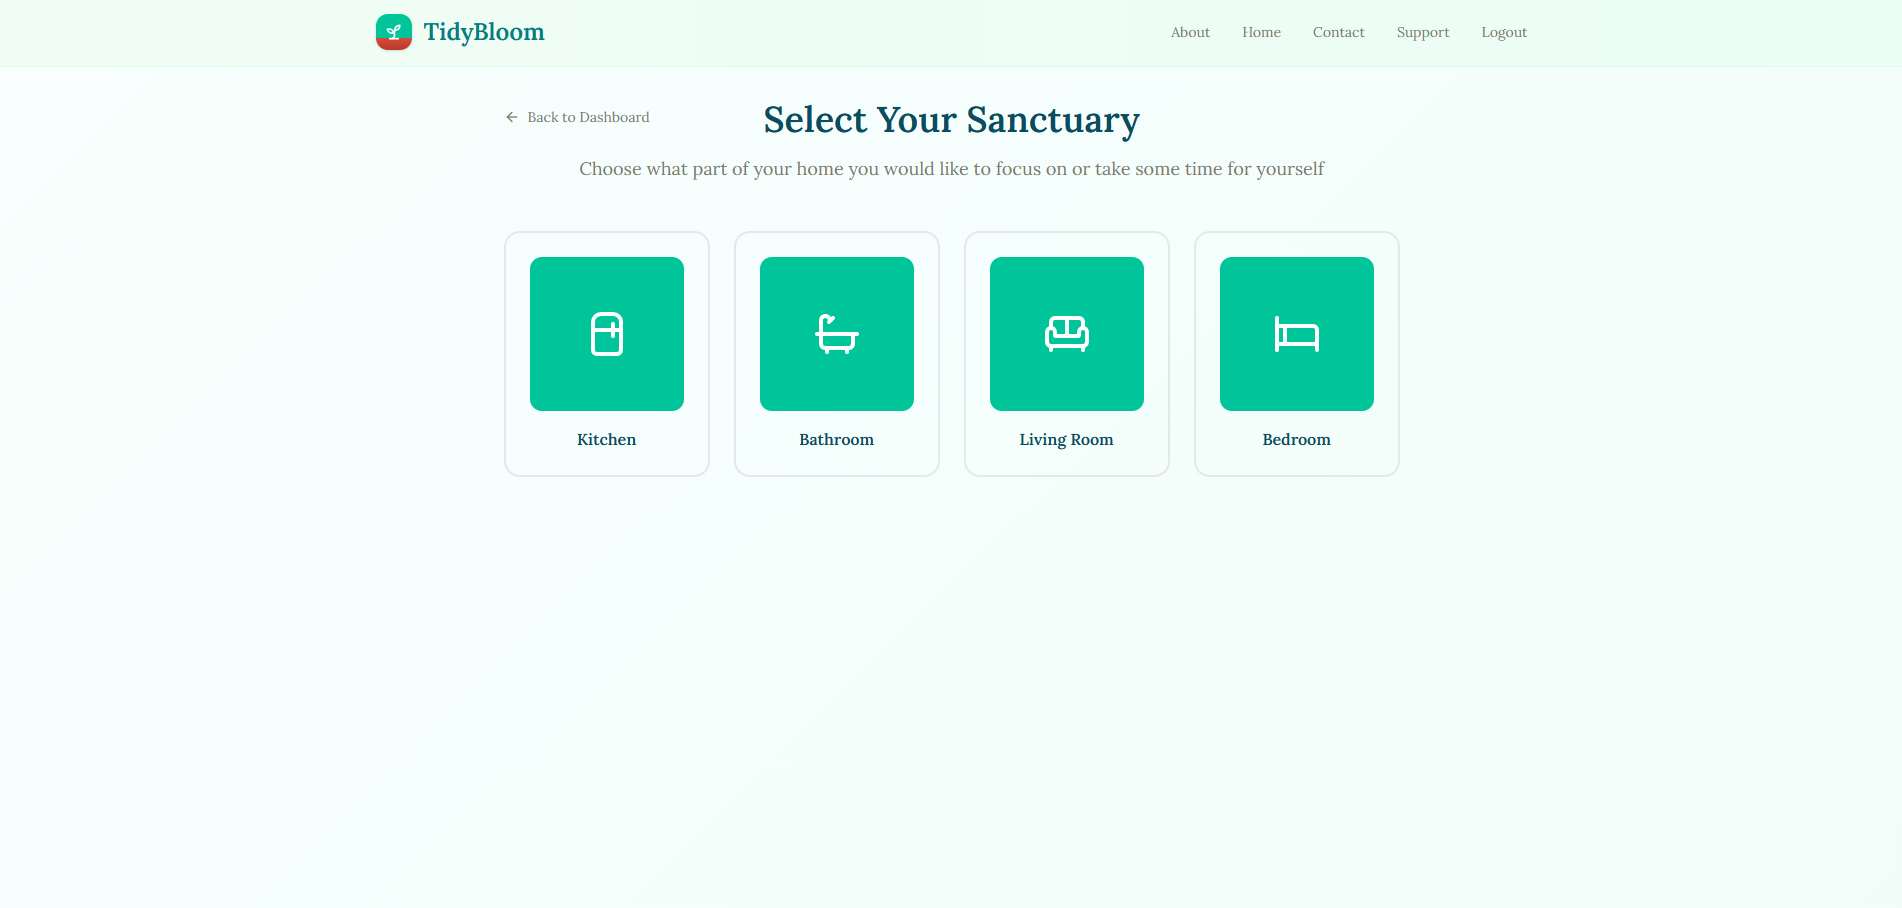 TidyBloom
About Home Contact Support Logout
Back to Dashboard
Select Your Sanctuary
Choose what part of your home you would like to focus on or take some time for yourself
Kitchen
Bathroom
Living Room
Bedroom